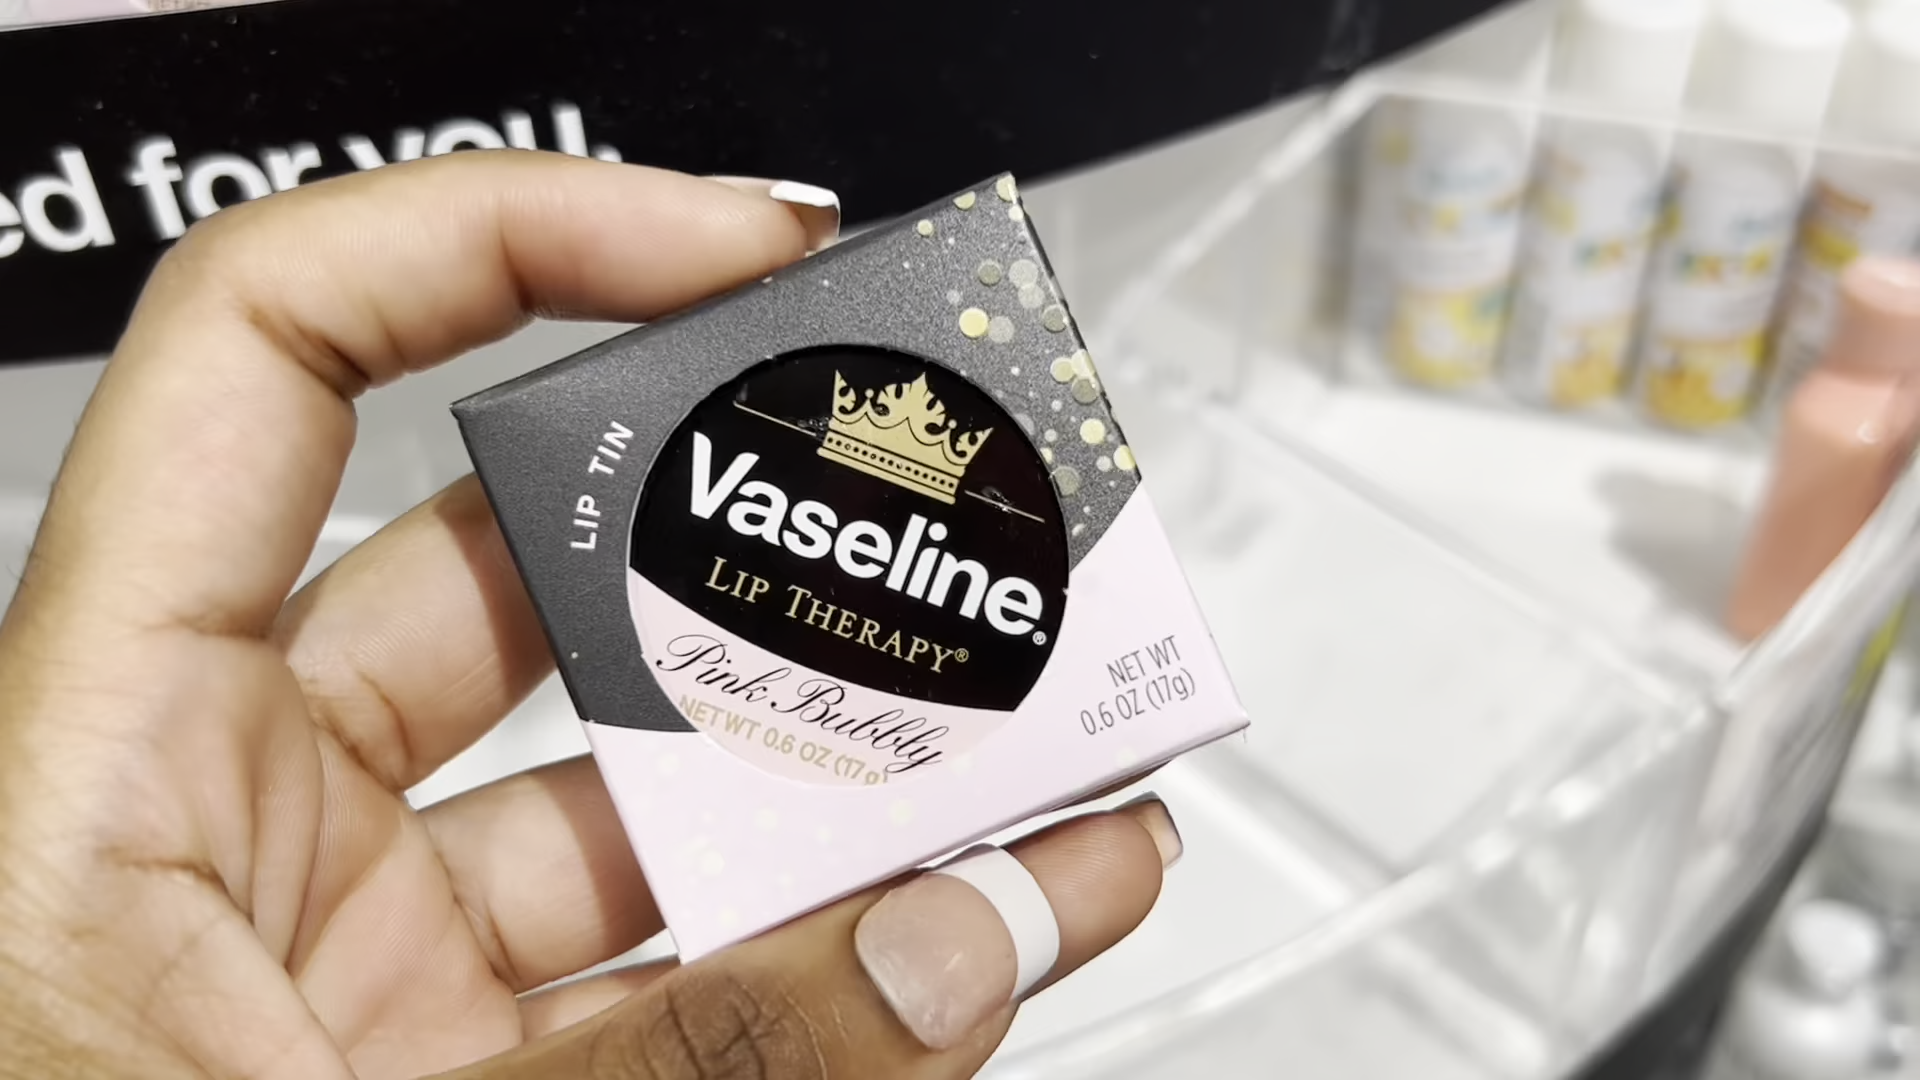 ed for you.
LIP TIN
Vaseline®
LIP THERAPY®
Pink Bubbly
NET WT 0.6 OZ (17g)
NET WT
0.6 OZ (17g)